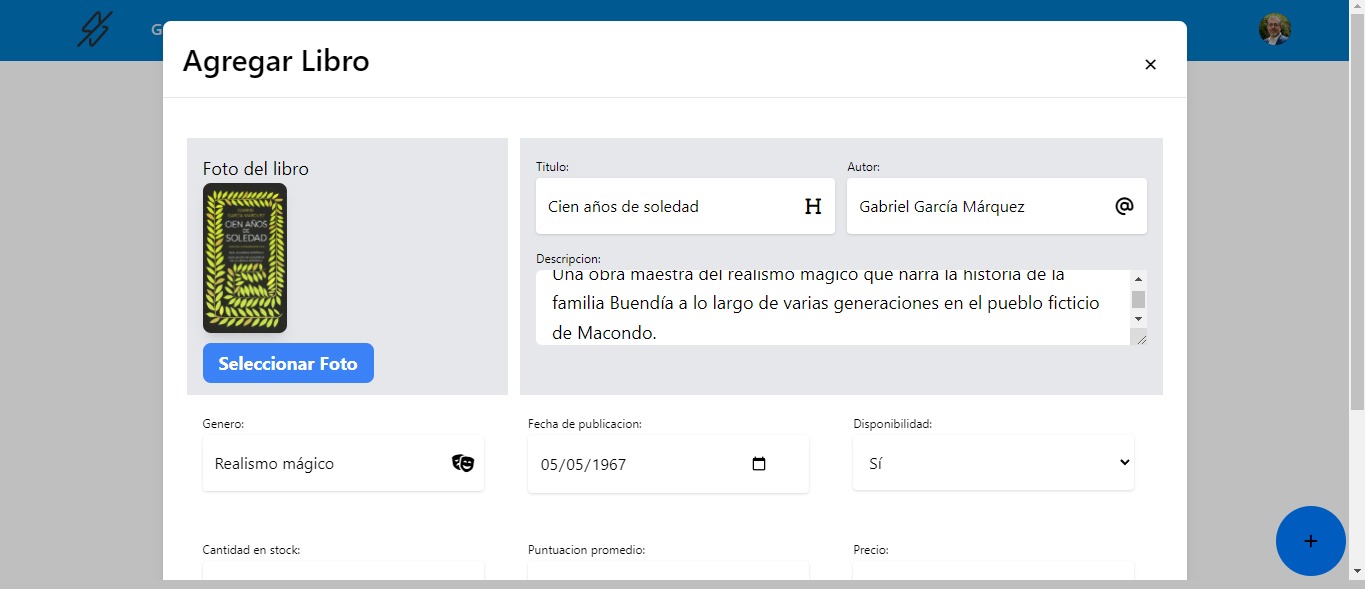 G
Agregar Libro
×
Foto del libro
CIEN AÑOS
DE
SOLEDAD
Seleccionar Foto
Titulo:
Cien años de soledad
H
Autor:
Gabriel García Márquez
@
Descripcion:
Una obra maestra del realismo mágico que narra la historia de la
familia Buendía a lo largo de varias generaciones en el pueblo ficticio
de Macondo.
Genero:
Realismo mágico
Fecha de publicacion:
05/05/1967
Disponibilidad:
Sí
Cantidad en stock:
Puntuacion promedio:
Precio:
+